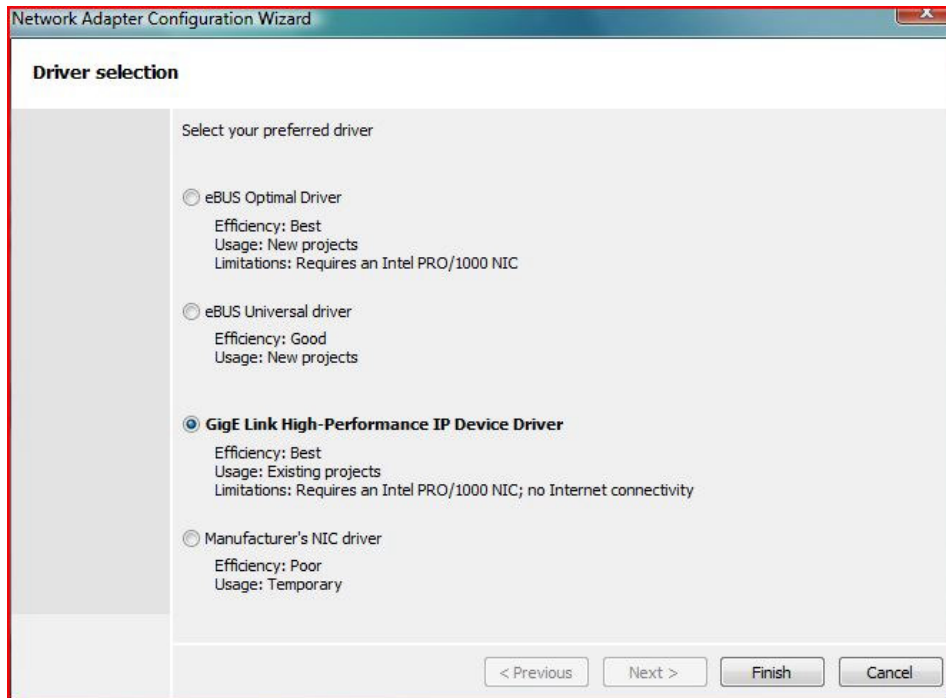 Network Adapter Configuration Wizard
Driver selection
Select your preferred driver
eBUS Optimal Driver
Efficiency: Best
Usage: New projects
Limitations: Requires an Intel PRO/1000 NIC
eBUS Universal driver
Efficiency: Good
Usage: New projects
GigE Link High-Performance IP Device Driver
Efficiency: Best
Usage: Existing projects
Limitations: Requires an Intel PRO/1000 NIC; no Internet connectivity
Manufacturer's NIC driver
Efficiency: Poor
Usage: Temporary
< Previous Next > Finish Cancel